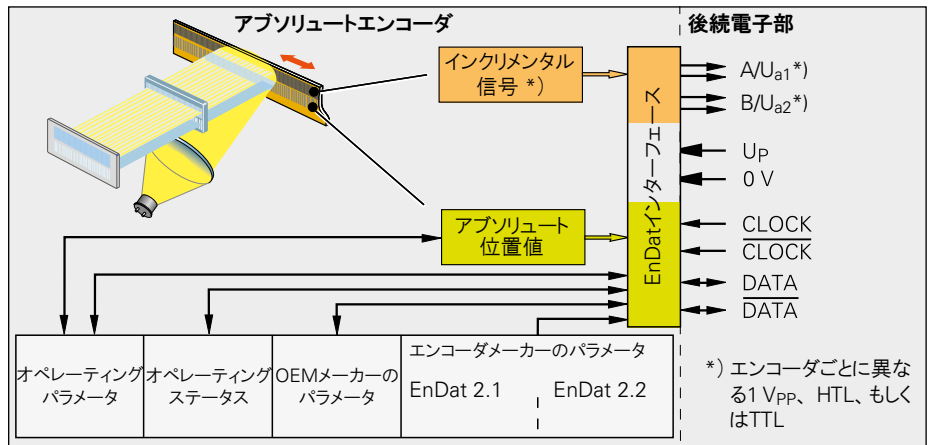 アブソリュートエンコーダ
後続電子部
インクリメンタル
信号 *)
EnDatインターフェース
A/Ua1*)
B/Ua2*)
UP
0 V
アブソリュート
位置値
CLOCK
CLOCK
DATA
DATA
オペレーティング
パラメータ
オペレーティング
ステータス
OEMメーカーの
パラメータ
エンコーダメーカーのパラメータ
EnDat 2.1
EnDat 2.2
*) エンコーダごとに異な
る1 VPP、HTL、もしく
はTTL